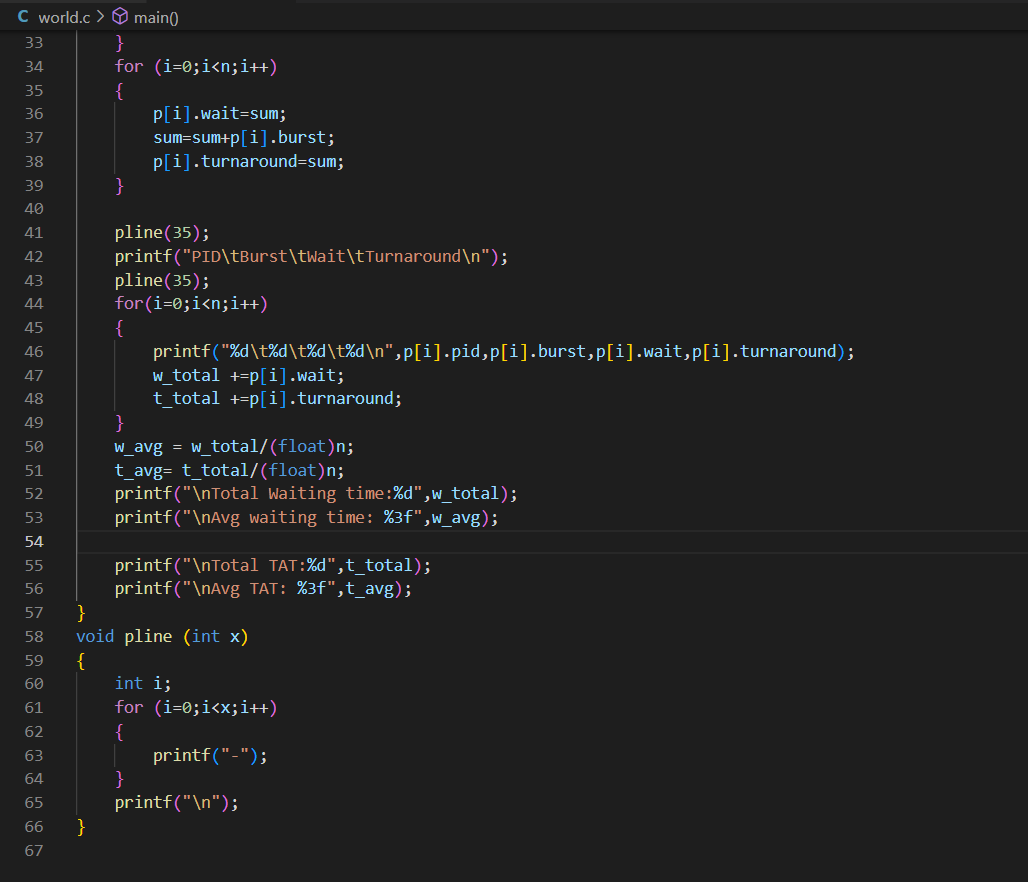 C world.c > main()
33 }
34 for (i=0;i<n;i++)
35 {
36 p[i].wait=sum;
37 sum=sum+p[i].burst;
38 p[i].turnaround=sum;
39 }
40
41 pline(35);
42 printf("PID\tBurst\tWait\tTurnaround\n");
43 pline(35);
44 for(i=0;i<n;i++)
45 {
46 printf("%d\t%d\t%d\t%d\n",p[i].pid,p[i].burst,p[i].wait,p[i].turnaround);
47 w_total +=p[i].wait;
48 t_total +=p[i].turnaround;
49 }
50 w_avg = w_total/(float)n;
51 t_avg= t_total/(float)n;
52 printf("\nTotal Waiting time:%d",w_total);
53 printf("\nAvg waiting time: %3f",w_avg);
54
55 printf("\nTotal TAT:%d",t_total);
56 printf("\nAvg TAT: %3f",t_avg);
57 }
58 void pline (int x)
59 {
60 int i;
61 for (i=0;i<x;i++)
62 {
63 printf("-");
64 }
65 printf("\n");
66 }
67